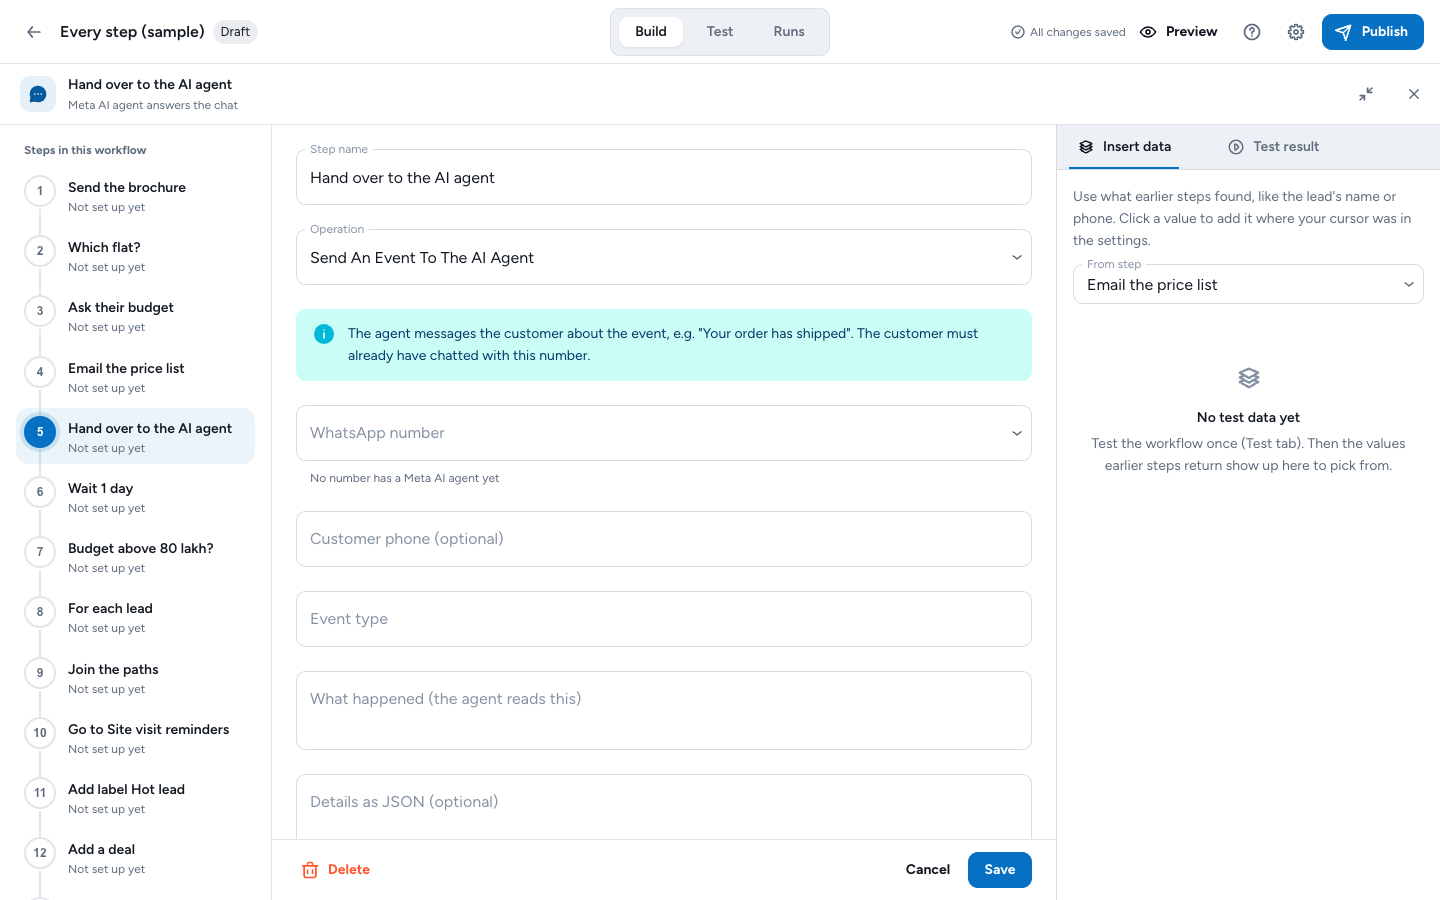 Every step (sample)
Draft
Build
Test
Runs
All changes saved
Preview
Publish
Hand over to the AI agent
Meta AI agent answers the chat
Steps in this workflow
1
Send the brochure
Not set up yet
2
Which flat?
Not set up yet
3
Ask their budget
Not set up yet
4
Email the price list
Not set up yet
5
Hand over to the AI agent
Not set up yet
6
Wait 1 day
Not set up yet
7
Budget above 80 lakh?
Not set up yet
8
For each lead
Not set up yet
9
Join the paths
Not set up yet
10
Go to Site visit reminders
Not set up yet
11
Add label Hot lead
Not set up yet
12
Add a deal
Not set up yet
Step name
Hand over to the AI agent
Operation
Send An Event To The AI Agent
The agent messages the customer about the event, e.g. "Your order has shipped". The customer must
already have chatted with this number.
WhatsApp number
No number has a Meta AI agent yet
Customer phone (optional)
Event type
What happened (the agent reads this)
Details as JSON (optional)
Delete
Cancel
Save
Insert data
Test result
Use what earlier steps found, like the lead's name or
phone. Click a value to add it where your cursor was in
the settings.
From step
Email the price list
No test data yet
Test the workflow once (Test tab). Then the values
earlier steps return show up here to pick from.